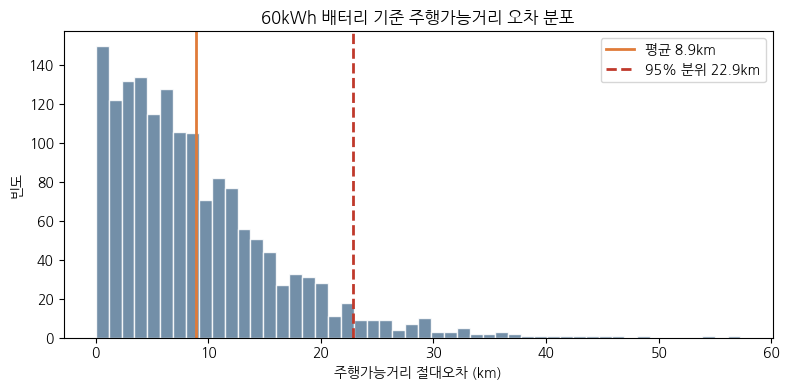 60kWh 배터리 기준 주행가능거리 오차 분포
평균 8.9km
95% 분위 22.9km
빈도
140
120
100
80
60
40
20
0
0 10 20 30 40 50 60
주행가능거리 절대오차 (km)